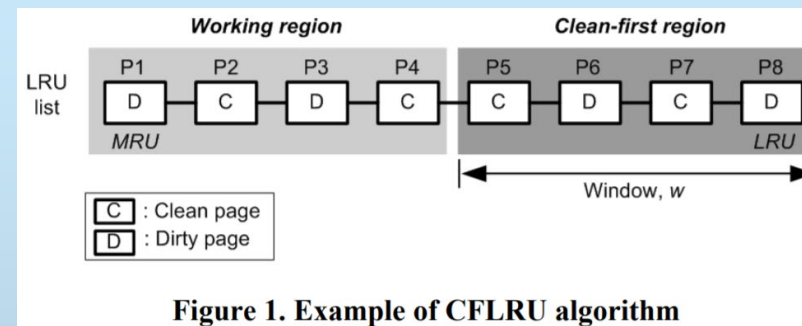 Working region Clean-first region
P1 P2 P3 P4 P5 P6 P7 P8
LRU list
D C D C C D C D
MRU LRU
Window, w
C : Clean page
D : Dirty page
Figure 1. Example of CFLRU algorithm